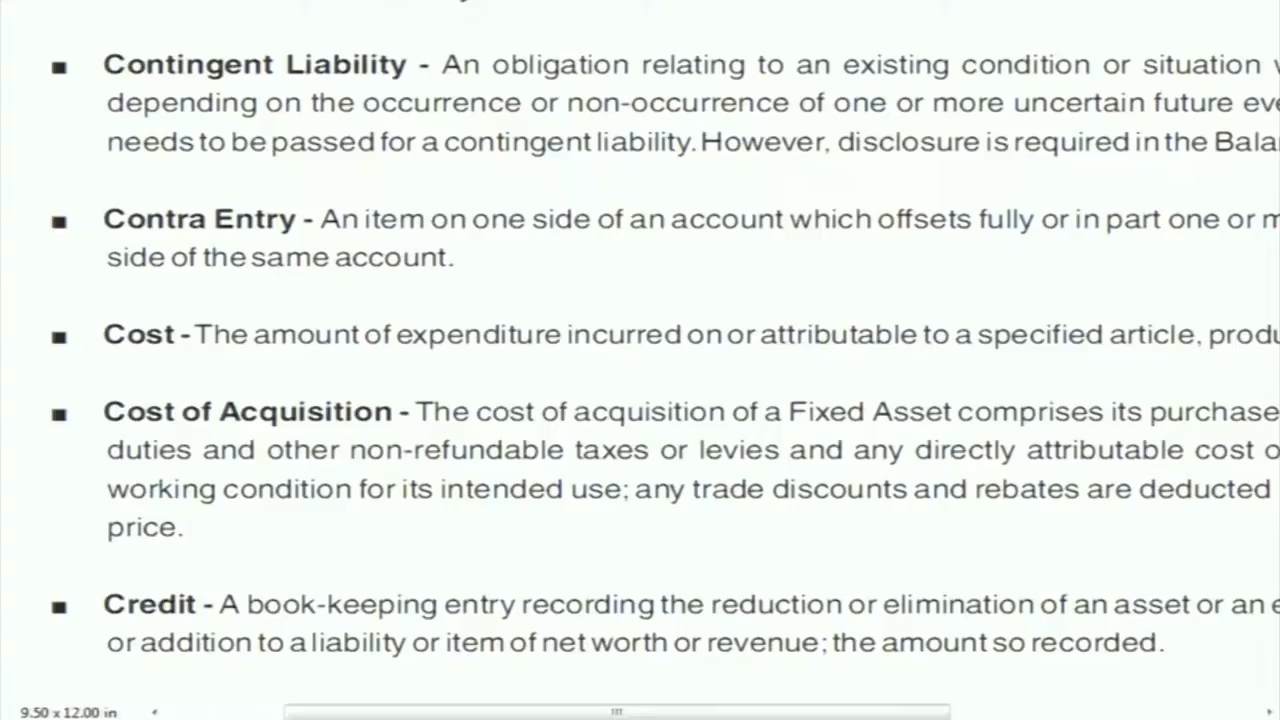 ■ Contingent Liability - An obligation relating to an existing condition or situation
depending on the occurrence or non-occurrence of one or more uncertain future
needs to be passed for a contingent liability. However, disclosure is required in the
■ Contra Entry - An item on one side of an account which offsets fully or in part one or
side of the same account.
■ Cost - The amount of expenditure incurred on or attributable to a specified article,
■ Cost of Acquisition - The cost of acquisition of a Fixed Asset comprises its purchase
duties and other non-refundable taxes or levies and any directly attributable cost
working condition for its intended use; any trade discounts and rebates are deducted
price.
■ Credit - A book-keeping entry recording the reduction or elimination of an asset or an
or addition to a liability or item of net worth or revenue; the amount so recorded.
9.50 x 12.00 in